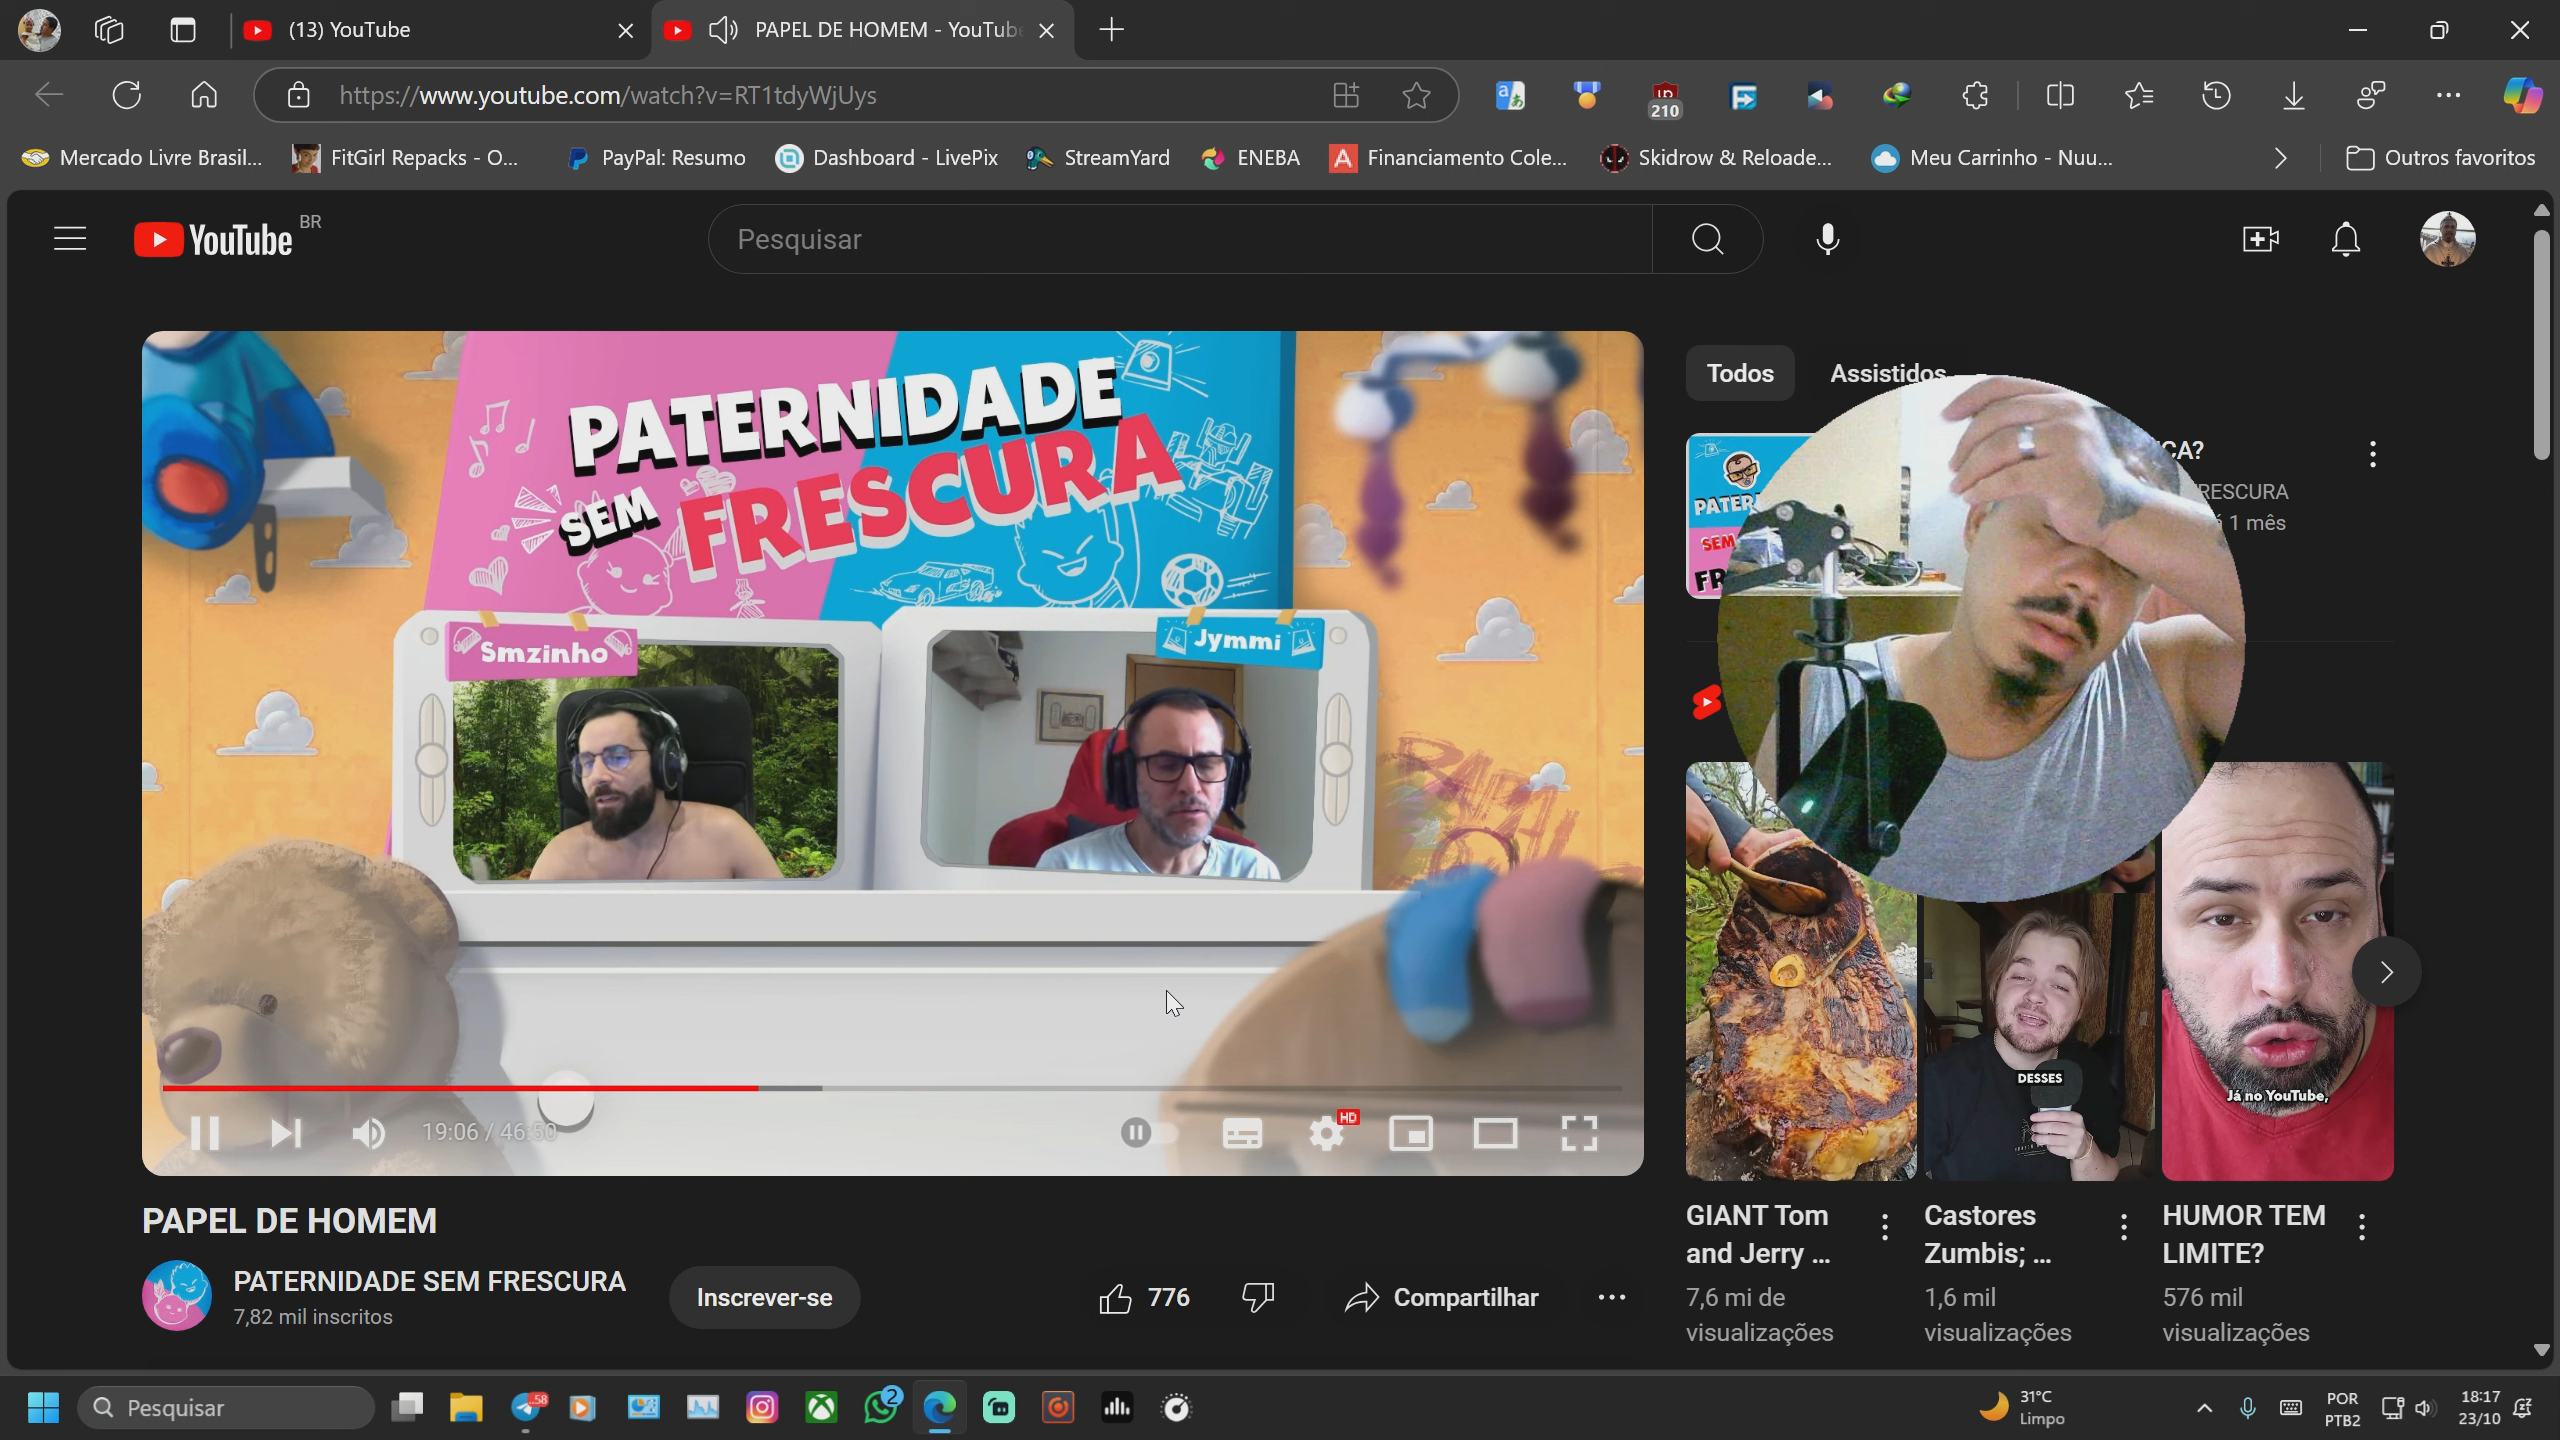 (13) YouTube
PAPEL DE HOMEM - YouTube
https://www.youtube.com/watch?v=RT1tdyWjUys
210
Mercado Livre Brasil...
FitGirl Repacks - O...
PayPal: Resumo
Dashboard - LivePix
StreamYard
ENEBA
Financiamento Cole...
Skidrow & Reloade...
Meu Carrinho - Nuu...
Outros favoritos
YouTube
BR
Pesquisar
PATERNIDADE
SEM FRESCURA
Smzinho
Jymmi
19:06 / 46:50
HD
Todos
Assistidos
CA?
RESCURA
1 mês
SEM
PAPEL DE HOMEM
PATERNIDADE SEM FRESCURA
7,82 mil inscritos
Inscrever-se
776
Compartilhar
DESSES
Já no YouTube,
GIANT Tom
and Jerry ...
7,6 mi de
visualizações
Castores
Zumbis; ...
1,6 mil
visualizações
HUMOR TEM
LIMITE?
576 mil
visualizações
Pesquisar
58
2
31°C
Limpo
POR
PTB2
18:17
23/10